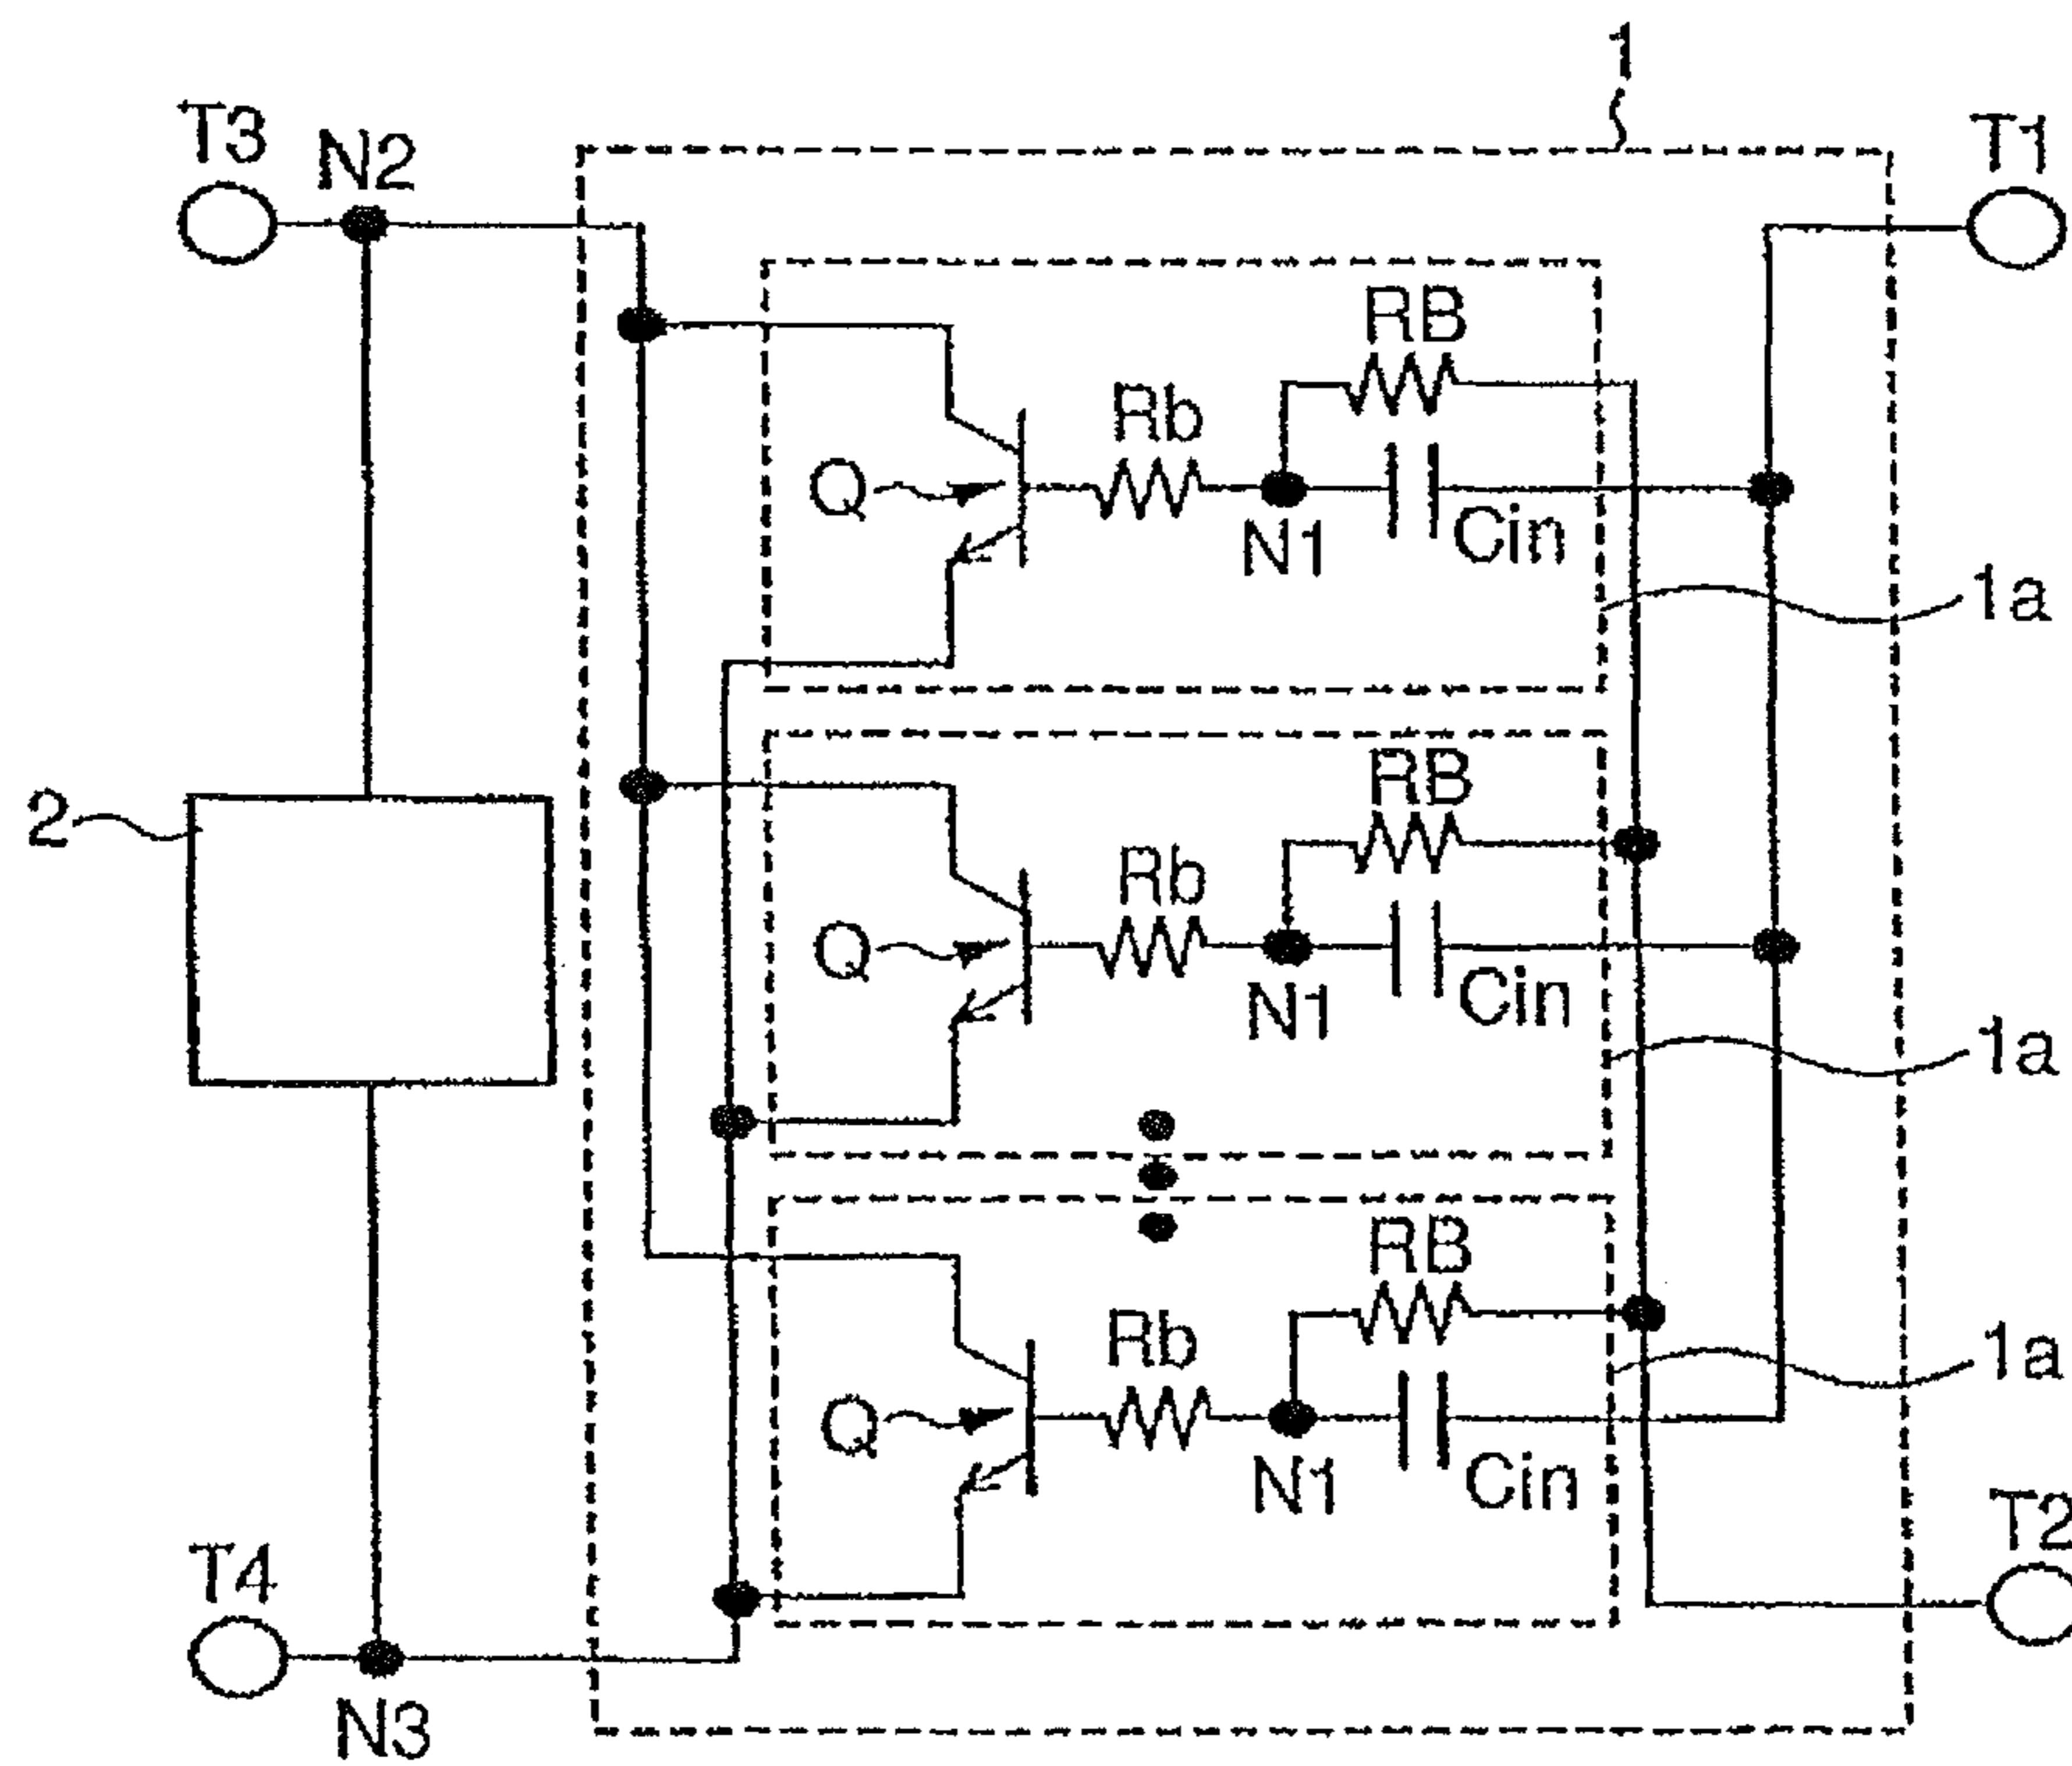 1
T3
N2
T1
RB
Rb
Q
N1
Cin
1a
RB
2
Rb
Q
N1
Cin
1a
RB
Rb
1a
Q
N1
Cin
T2
T4
N3